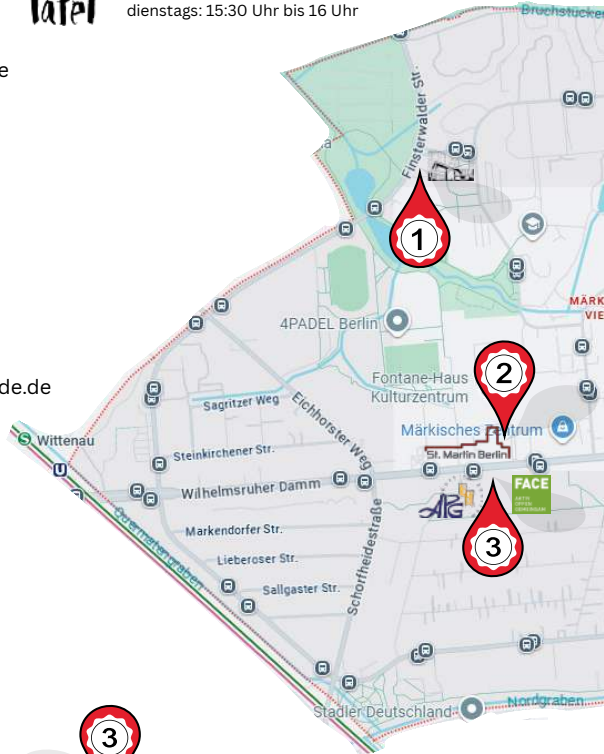 Tafel
dienstags: 15:30 Uhr bis 16 Uhr
e
de.de
Finsterwalder Str.
1
MÄRK
VIE
4PADEL Berlin
Fontane-Haus
Kulturzentrum
2
Märkisches Zentrum
Sagritzer Weg
Eichhorster Weg
S Wittenau
U
Steinkirchener Str.
St. Martin Berlin
Wilhelmsruher Damm
APG
FACE
3
Quermatengraben
Markendorfer Str.
Lieberoser Str.
Sallgaster Str.
Schorfheidestraße
Stadler Deutschland
Nordgraben
3